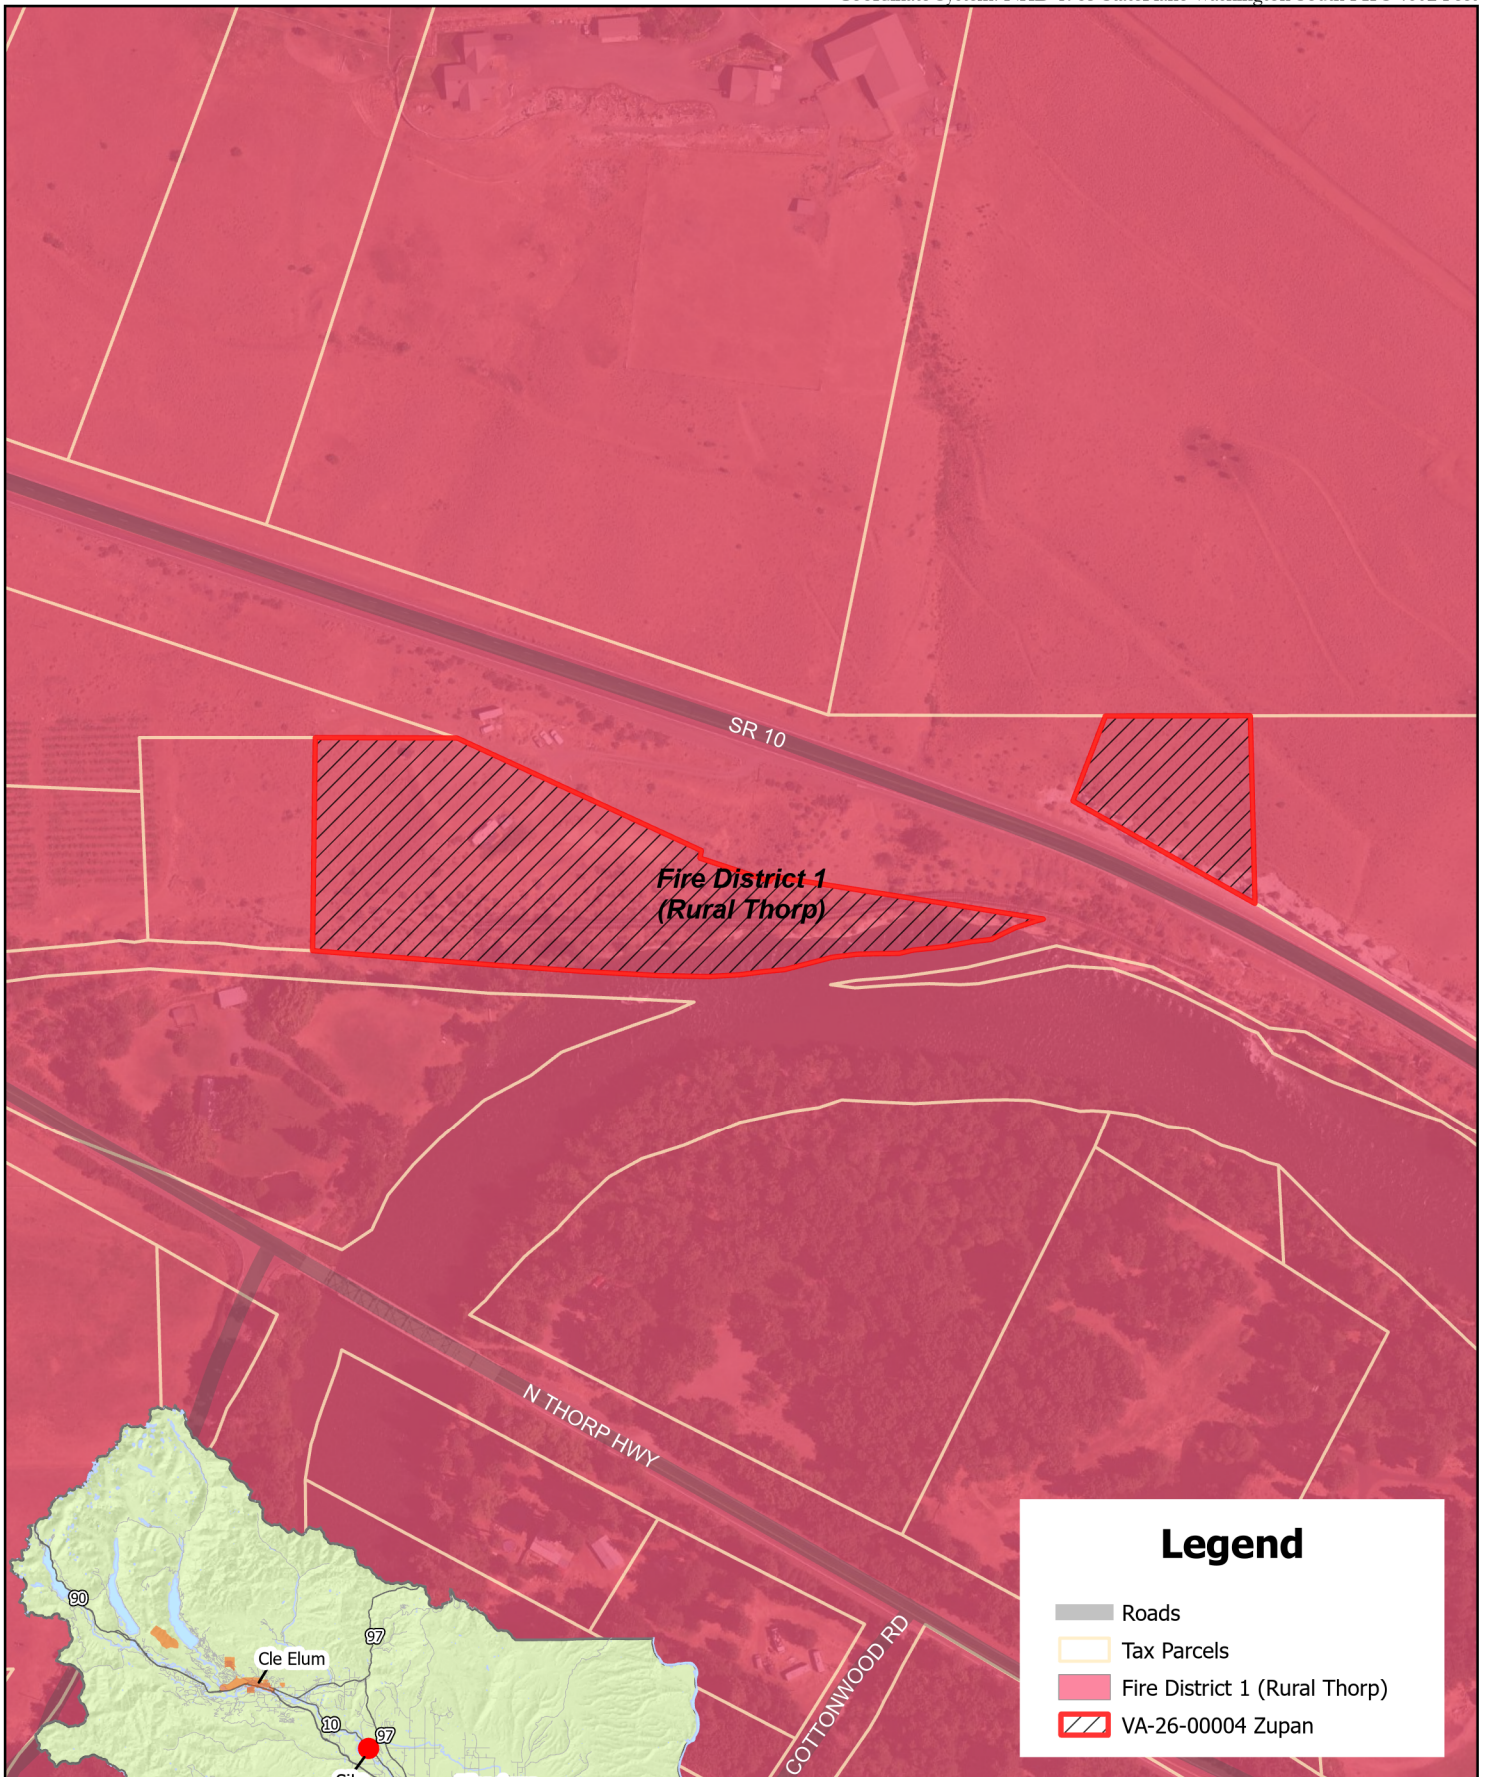 SR 10
Fire District 1
(Rural Thorp)
N THORP HWY
COTTONWOOD RD
Legend
Roads
Tax Parcels
Fire District 1 (Rural Thorp)
VA-26-00004 Zupan
90
97
Cle Elum
10
97